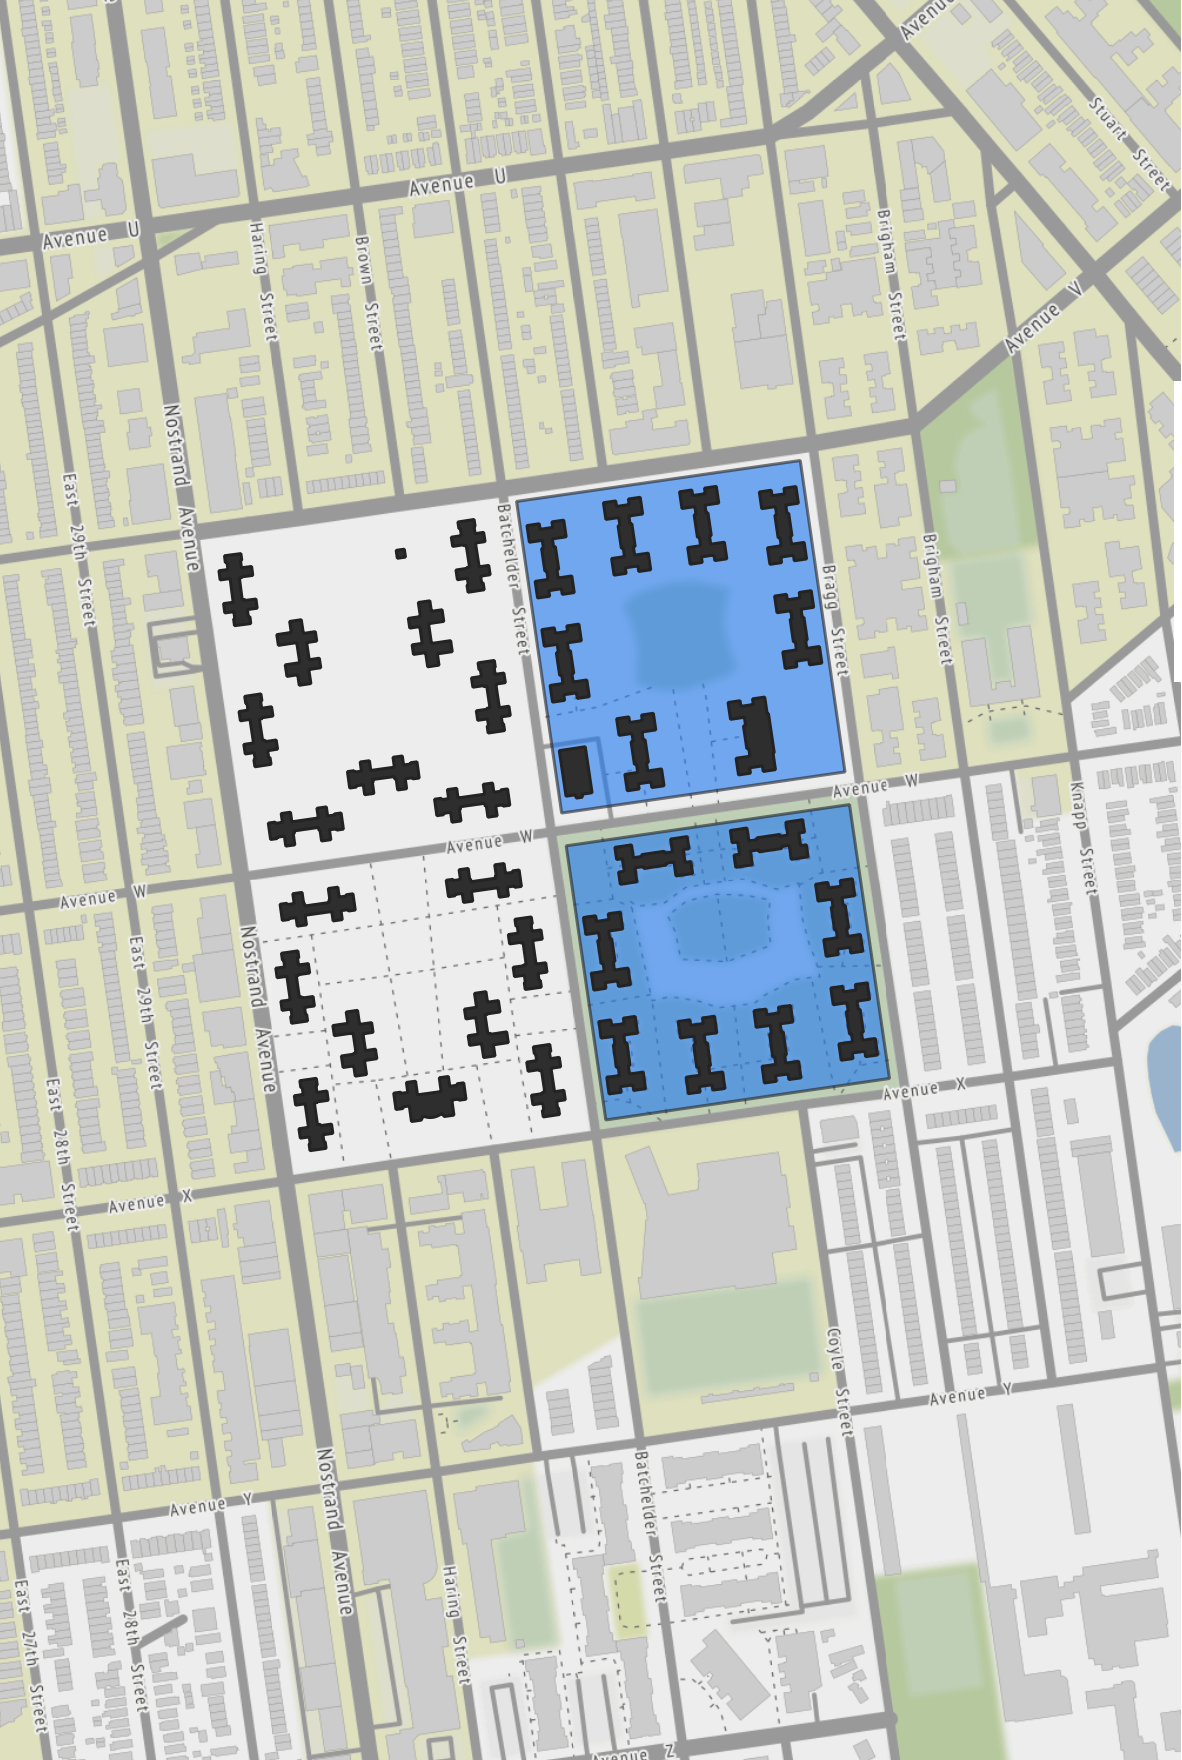 Avenue
Stuart Street
Avenue U
Avenue U
Haring Street
Brown Street
Brigham Street
Avenue V
Nostrand Avenue
East 29th Street
Batchelder Street
Bragg Street
Brigham Street
Avenue W
Knapp Street
Avenue W
Avenue W
Nostrand Avenue
East 29th Street
East 28th Street
Avenue X
Avenue X
Coyle Street
Avenue Y
Avenue Y
Nostrand Avenue
Batchelder Street
Haring Street
East 28th Street
East 27th Street
Avenue Z